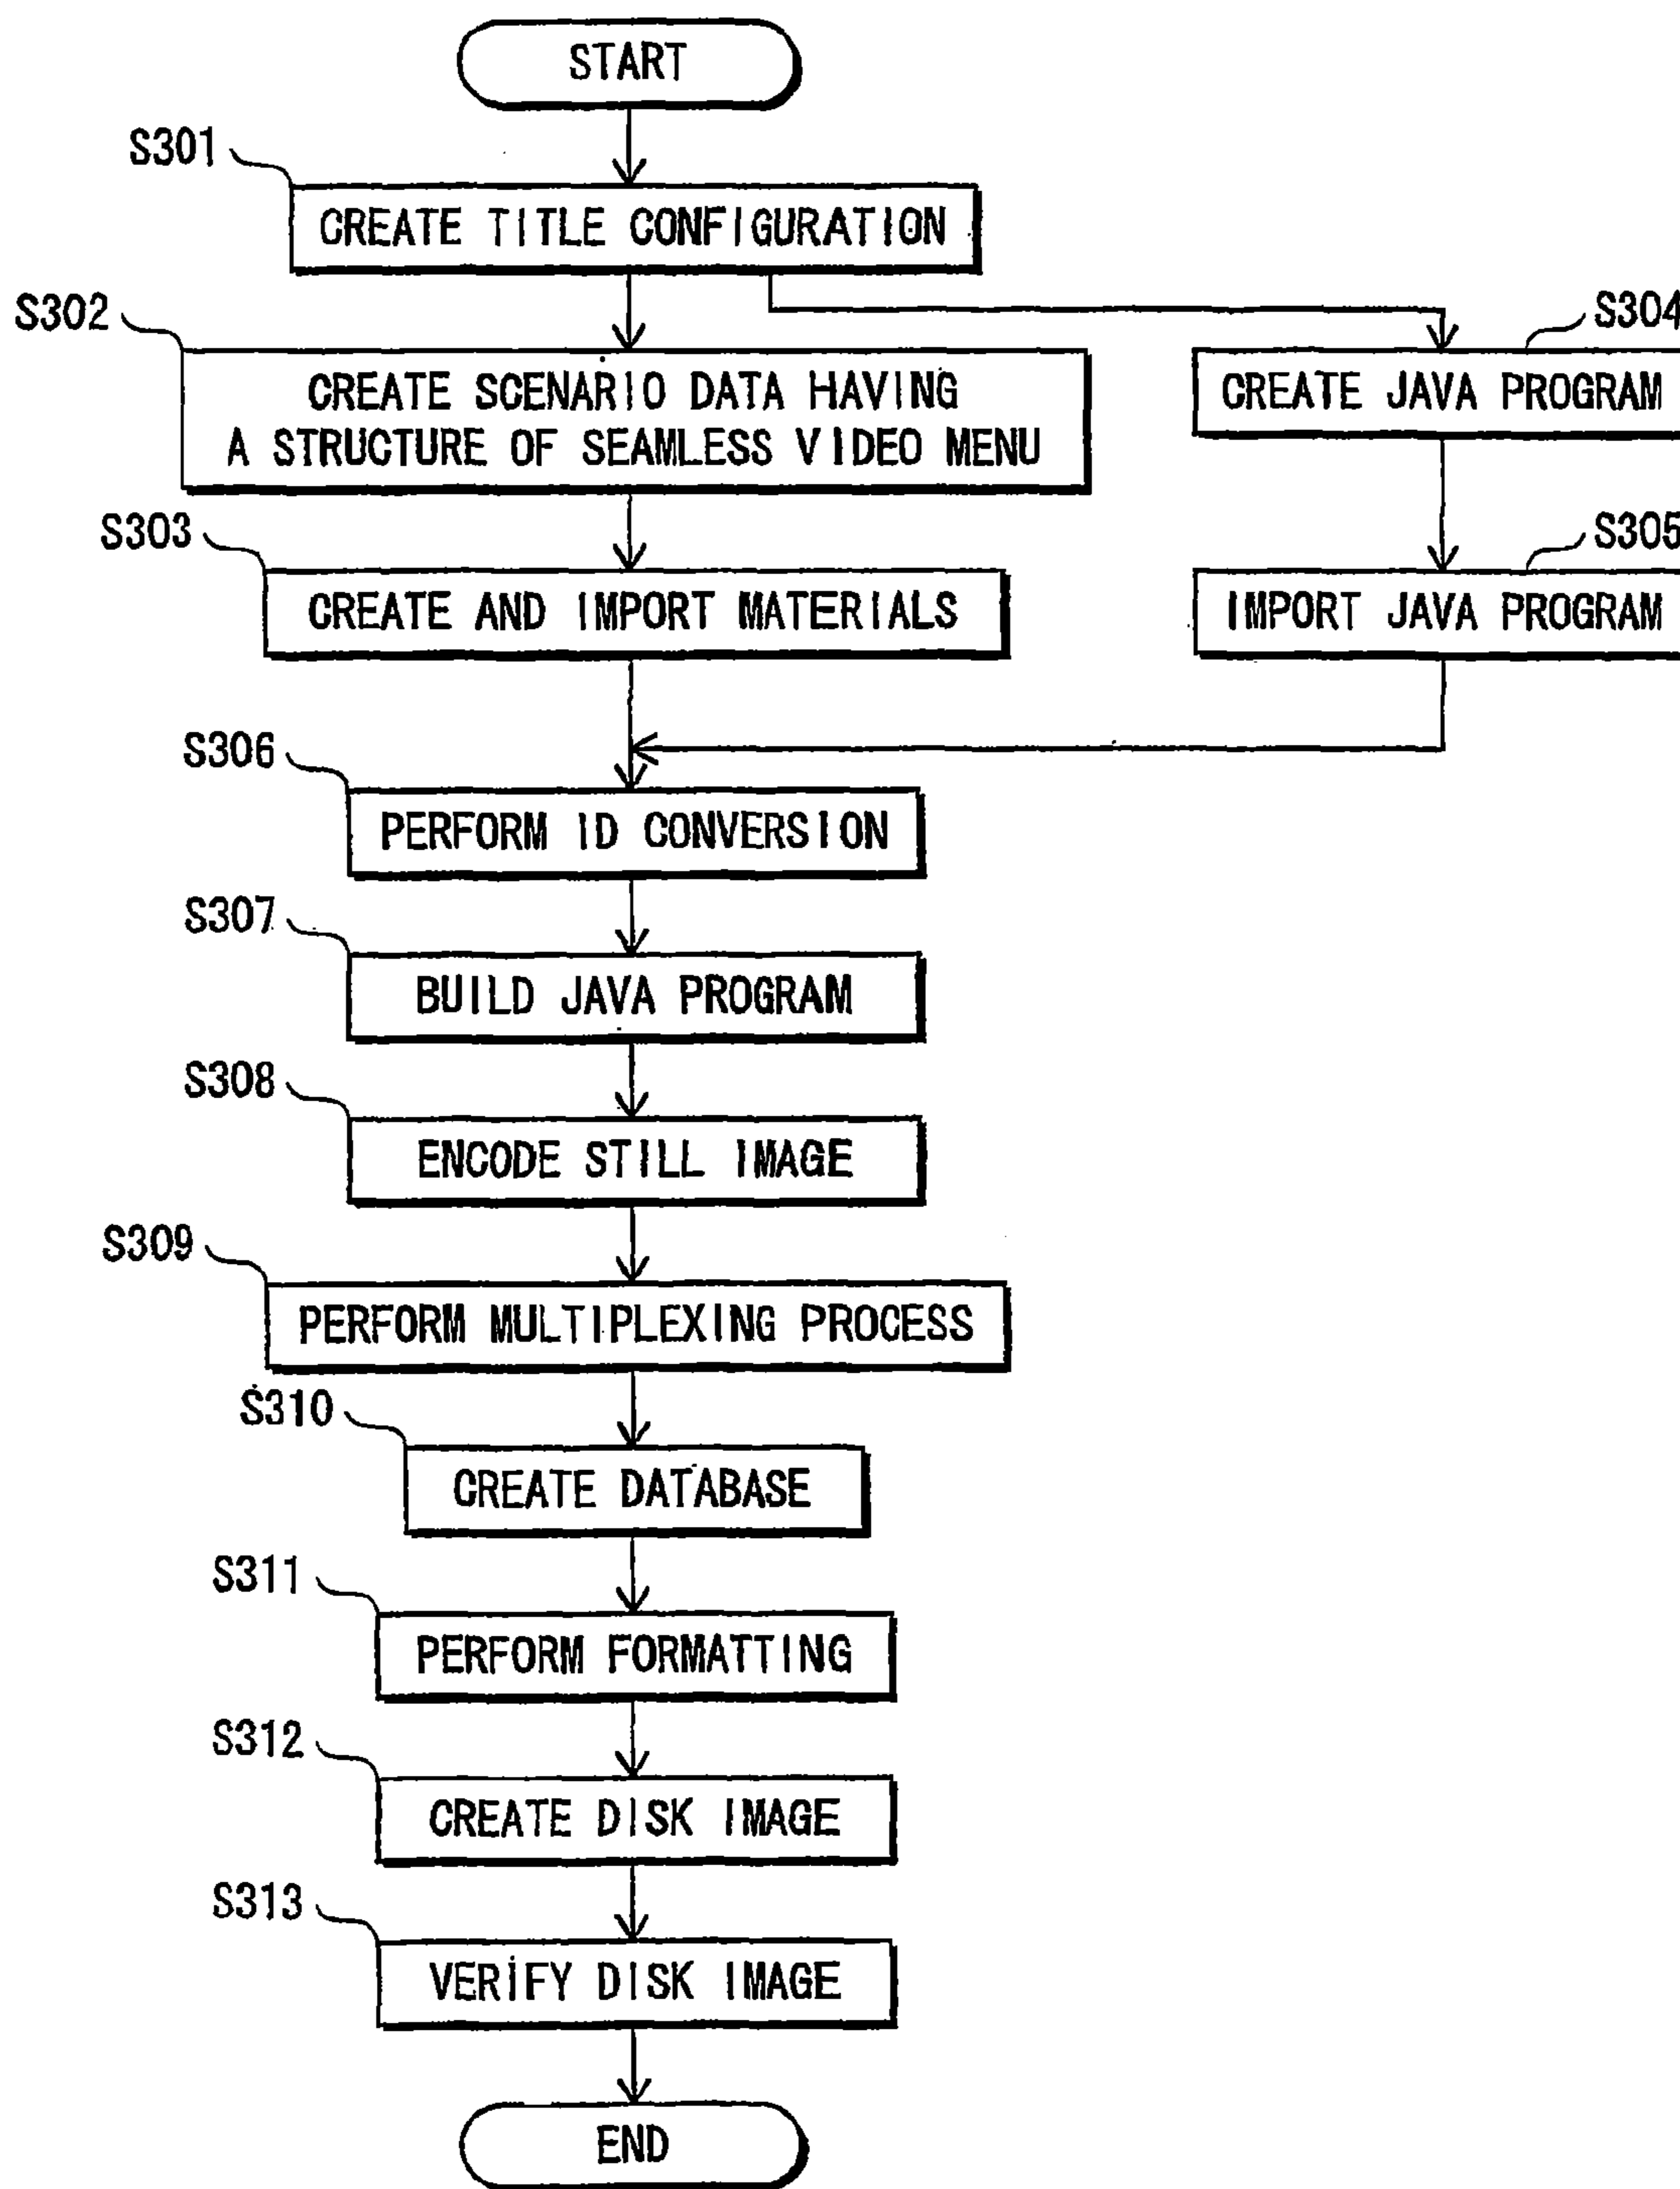 START
S301
CREATE TITLE CONFIGURATION
S302
CREATE SCENARIO DATA HAVING
A STRUCTURE OF SEAMLESS VIDEO MENU
S304
CREATE JAVA PROGRAM
S303
CREATE AND IMPORT MATERIALS
S305
IMPORT JAVA PROGRAM
S306
PERFORM ID CONVERSION
S307
BUILD JAVA PROGRAM
S308
ENCODE STILL IMAGE
S309
PERFORM MULTIPLEXING PROCESS
S310
CREATE DATABASE
S311
PERFORM FORMATTING
S312
CREATE DISK IMAGE
S313
VERIFY DISK IMAGE
END